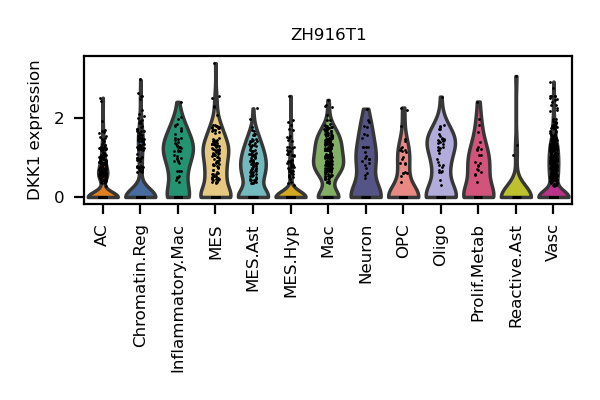 ZH916T1
DKK1 expression
2
0
AC
Chromatin.Reg
Inflammatory.Mac
MES
MES.Ast
MES.Hyp
Mac
Neuron
OPC
Oligo
Prolif.Metab
Reactive.Ast
Vasc